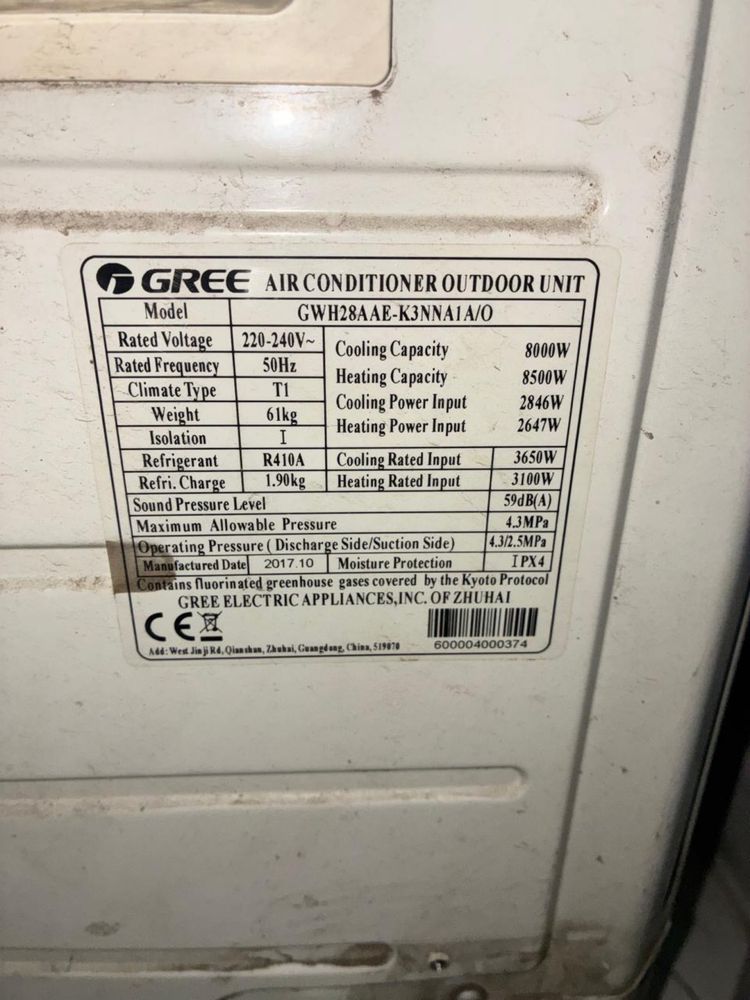 GREE AIR CONDITIONER OUTDOOR UNIT
Model GWH28AAE-K3NNA1A/O
Rated Voltage 220-240V~
Rated Frequency 50Hz
Climate Type T1
Weight 61kg
Isolation I
Cooling Capacity 8000W
Heating Capacity 8500W
Cooling Power Input 2846W
Heating Power Input 2647W
Refrigerant R410A Cooling Rated Input 3650W
Refri. Charge 1.90kg Heating Rated Input 3100W
Sound Pressure Level 59dB(A)
Maximum Allowable Pressure 4.3MPa
Operating Pressure ( Discharge Side/Suction Side) 4.3/2.5MPa
Manufactured Date 2017.10 Moisture Protection IPX4
Contains fluorinated greenhouse gases covered by the Kyoto Protocol
GREE ELECTRIC APPLIANCES,INC. OF ZHUHAI
CE
Add: West Jinji Rd, Qianshan, Zhuhai, Guangdong, China, 519070
600004000374